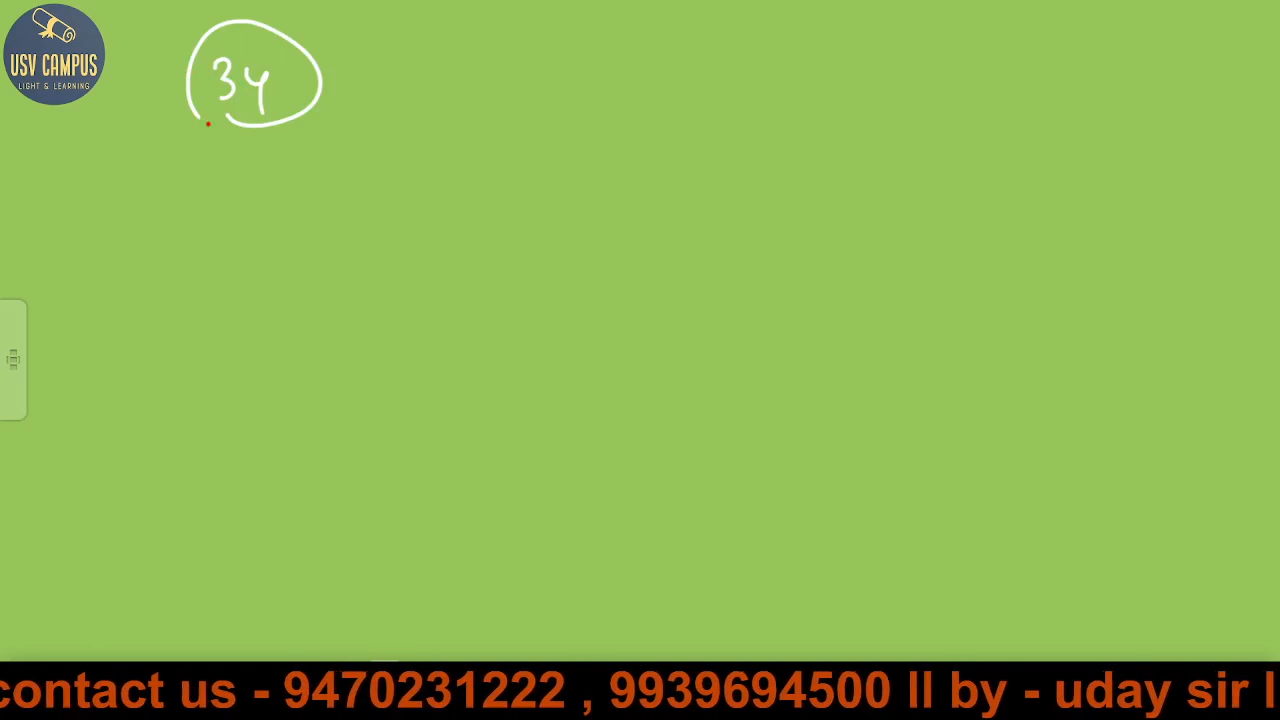 USV CAMPUS
LIGHT & LEARNING
34
contact us - 9470231222 , 9939694500 ll by - uday sir l